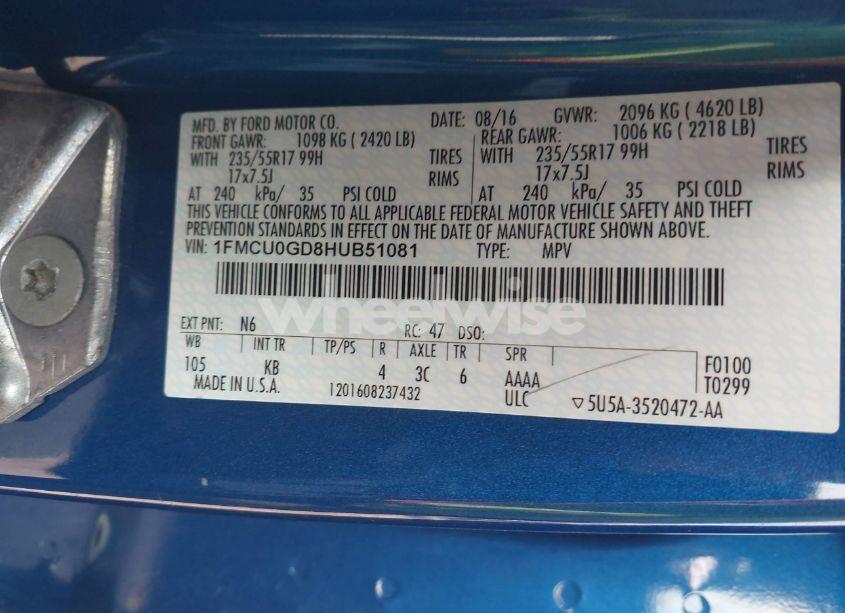 MFD. BY FORD MOTOR CO. DATE: 08/16 GVWR: 2096 KG ( 4620 LB)
FRONT GAWR: 1098 KG ( 2420 LB) REAR GAWR: 1006 KG ( 2218 LB)
WITH 235/55R17 99H TIRES WITH 235/55R17 99H TIRES
17x7.5J RIMS 17x7.5J RIMS
AT 240 kPa/ 35 PSI COLD AT 240 kPa/ 35 PSI COLD
THIS VEHICLE CONFORMS TO ALL APPLICABLE FEDERAL MOTOR VEHICLE SAFETY AND THEFT
PREVENTION STANDARDS IN EFFECT ON THE DATE OF MANUFACTURE SHOWN ABOVE.
VIN: 1FMCU0GD8HUB51081 TYPE: MPV
wheelwise
EXT PNT: N6 RC: 47 DSO:
WB INT TR TP/PS R AXLE TR SPR F0100
105 KB 4 3C 6 AAAA T0299
MADE IN U.S.A. 1201608237432 ULC ▽5U5A-3520472-AA